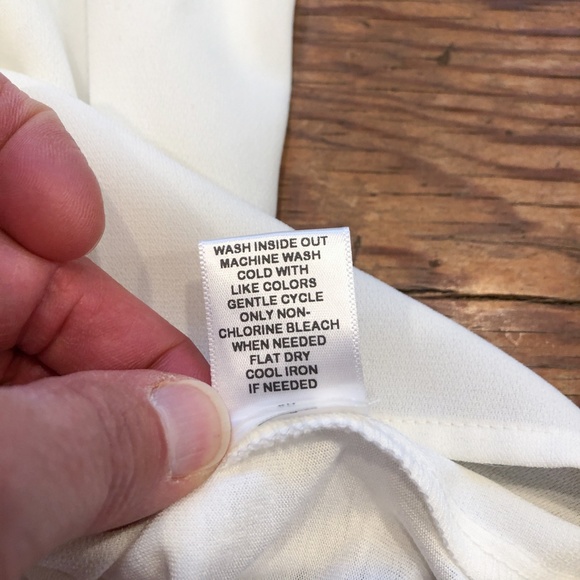 WASH INSIDE OUT
MACHINE WASH
COLD WITH
LIKE COLORS
GENTLE CYCLE
ONLY NON-
CHLORINE BLEACH
WHEN NEEDED
FLAT DRY
COOL IRON
IF NEEDED